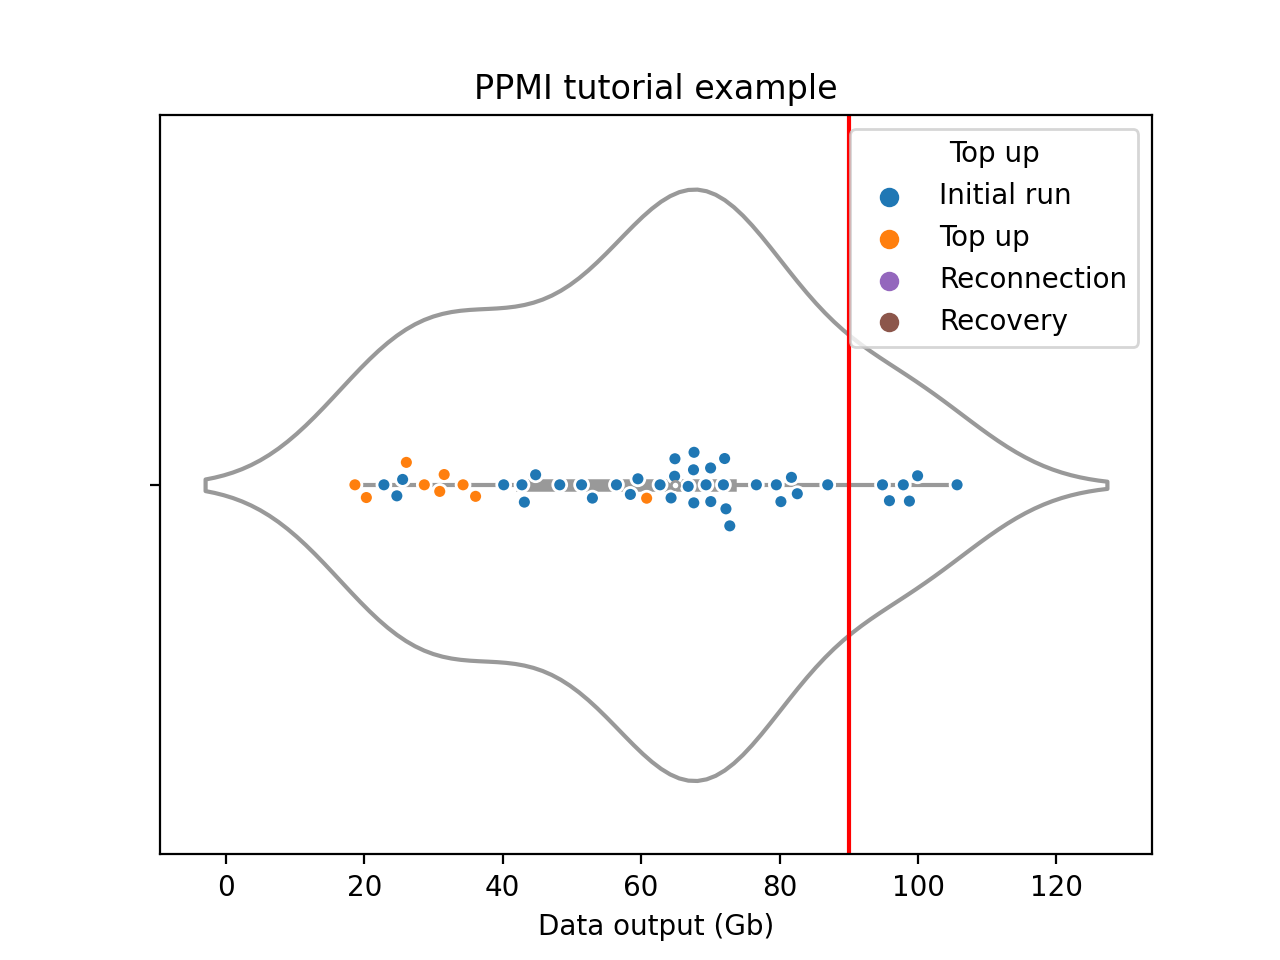 PPMI tutorial example
Top up
Initial run
Top up
Reconnection
Recovery
0 20 40 60 80 100 120
Data output (Gb)